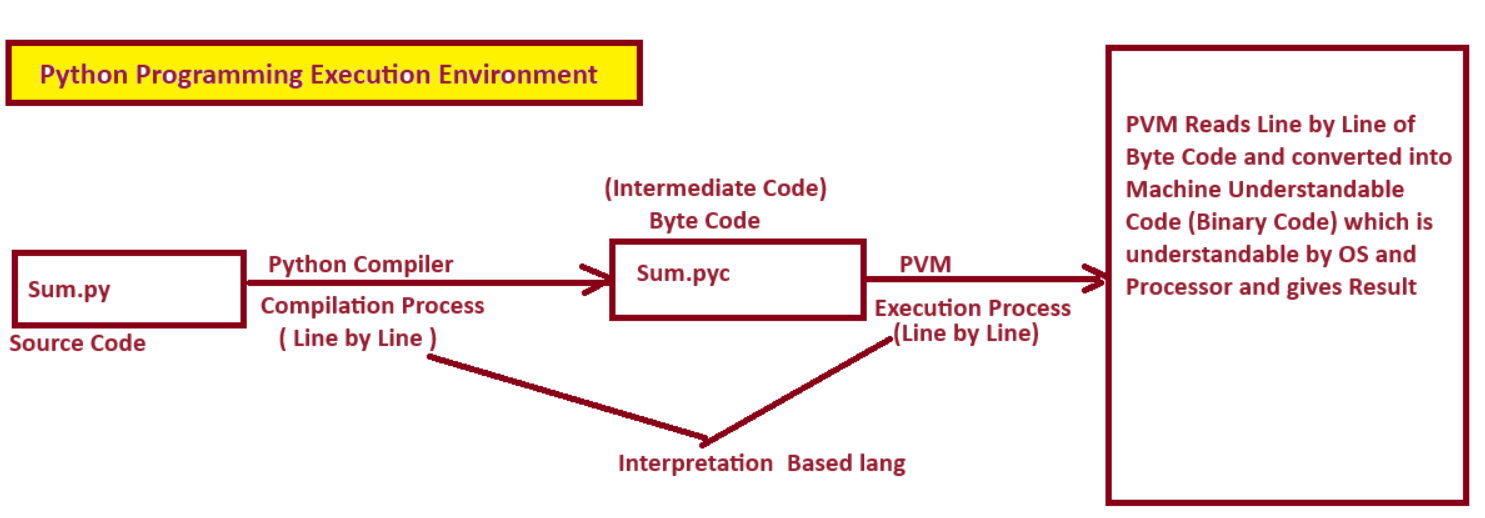 Python Programming Execution Environment
(Intermediate Code)
Byte Code
Sum.py
Source Code
Python Compiler
Compilation Process
( Line by Line )
Sum.pyc
PVM
Execution Process
(Line by Line)
Interpretation Based lang
PVM Reads Line by Line of
Byte Code and converted into
Machine Understandable
Code (Binary Code) which is
understandable by OS and
Processor and gives Result